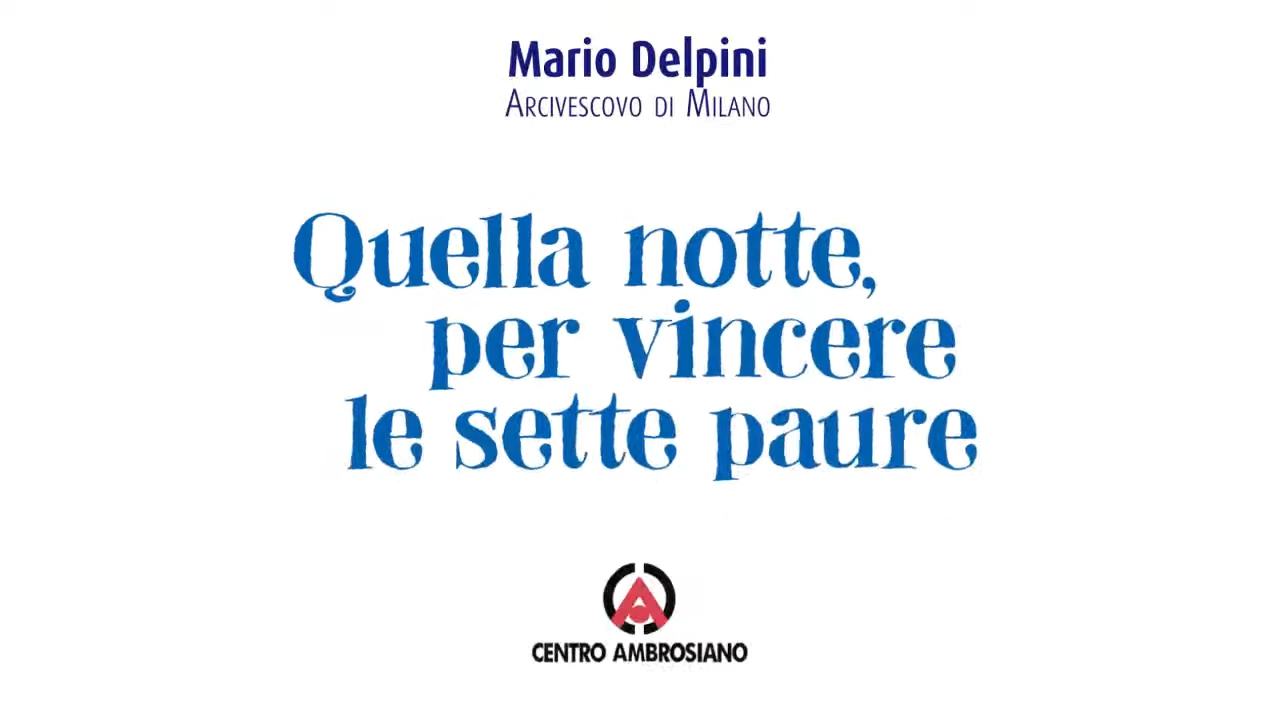 Mario Delpini
Arcivescovo di Milano
Quella notte,
per vincere
le sette paure
CENTRO AMBROSIANO